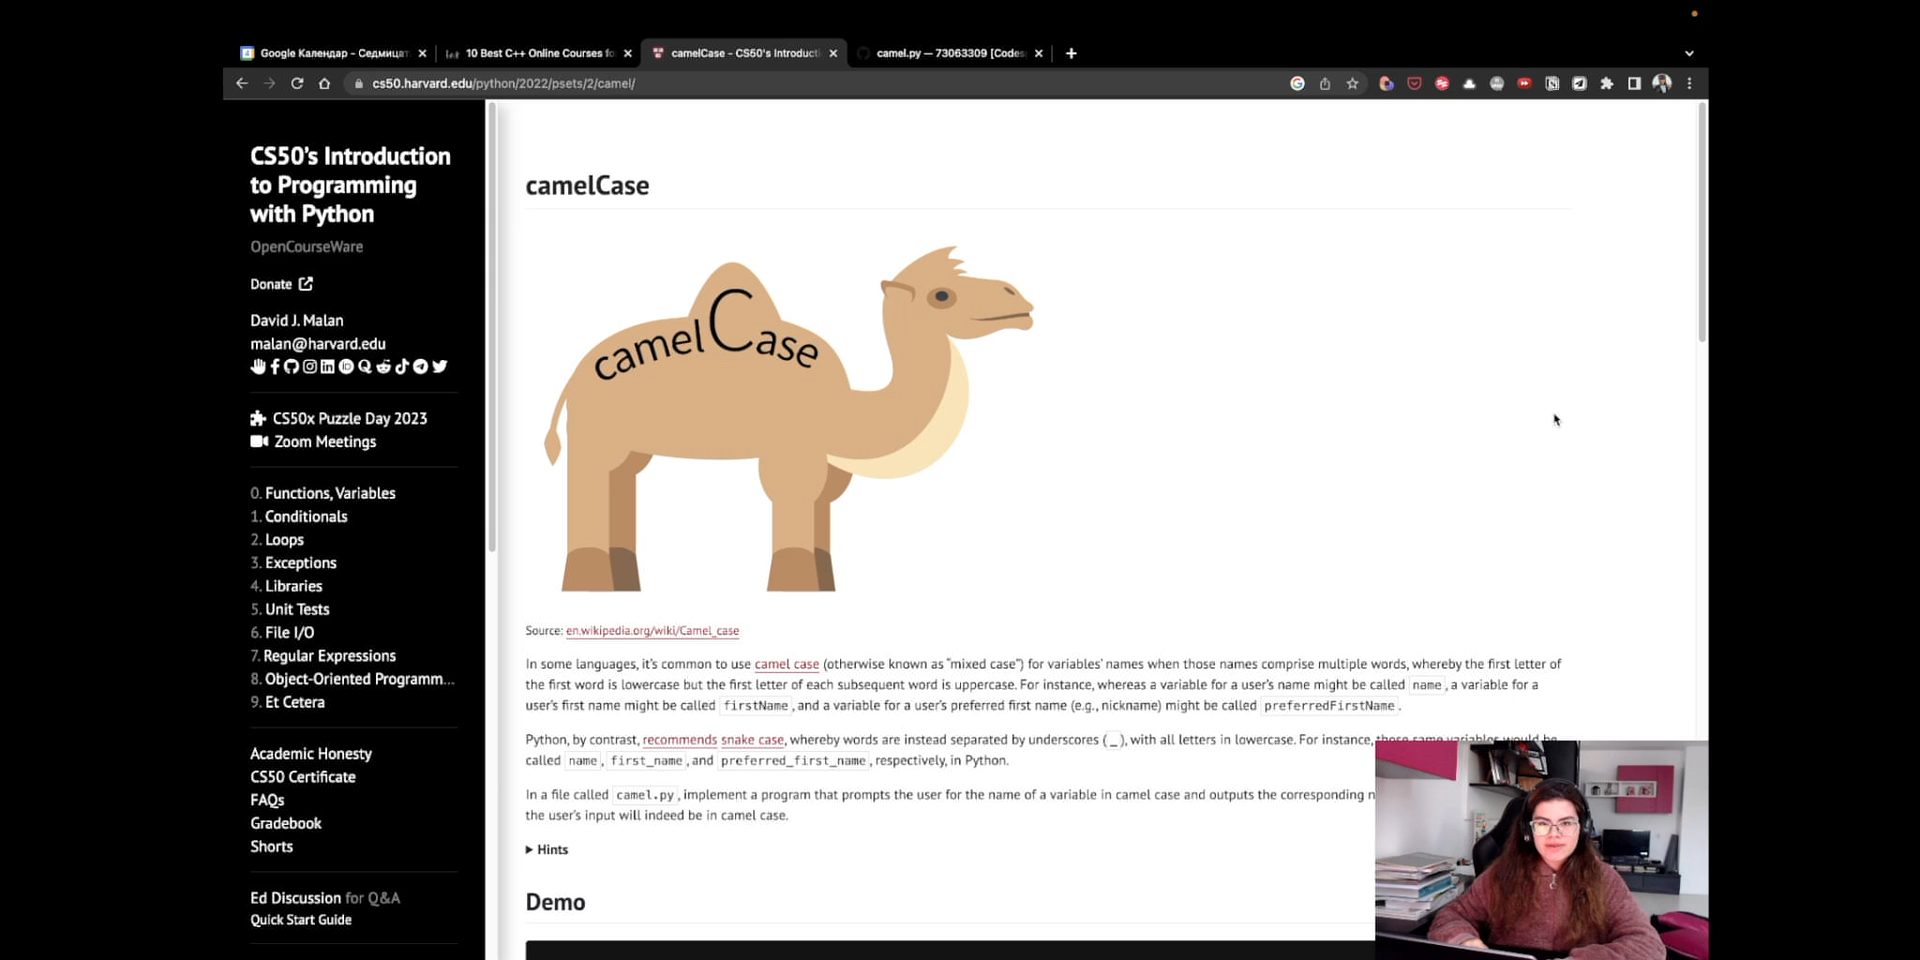 Google Календар - Седмицат
10 Best C++ Online Courses fo
camelCase - CS50's Introducti
camel.py — 73063309 [Codes
cs50.harvard.edu/python/2022/psets/2/camel/
CS50's Introduction
to Programming
with Python
OpenCourseWare
Donate
David J. Malan
malan@harvard.edu
CS50x Puzzle Day 2023
Zoom Meetings
0. Functions, Variables
1. Conditionals
2. Loops
3. Exceptions
4. Libraries
5. Unit Tests
6. File I/O
7. Regular Expressions
8. Object-Oriented Programm...
9. Et Cetera
Academic Honesty
CS50 Certificate
FAQs
Gradebook
Shorts
Ed Discussion for Q&A
Quick Start Guide
camelCase
camelCase
Source: en.wikipedia.org/wiki/Camel_case
In some languages, it's common to use camel case (otherwise known as "mixed case") for variables' names when those names comprise multiple words, whereby the first letter of
the first word is lowercase but the first letter of each subsequent word is uppercase. For instance, whereas a variable for a user's name might be called name, a variable for a
user's first name might be called firstName, and a variable for a user's preferred first name (e.g., nickname) might be called preferredFirstName.
Python, by contrast, recommends snake case, whereby words are instead separated by underscores (_), with all letters in lowercase. For instance, those same variables would be
called name, first_name, and preferred_first_name, respectively, in Python.
In a file called camel.py, implement a program that prompts the user for the name of a variable in camel case and outputs the corresponding
the user's input will indeed be in camel case.
Hints
Demo